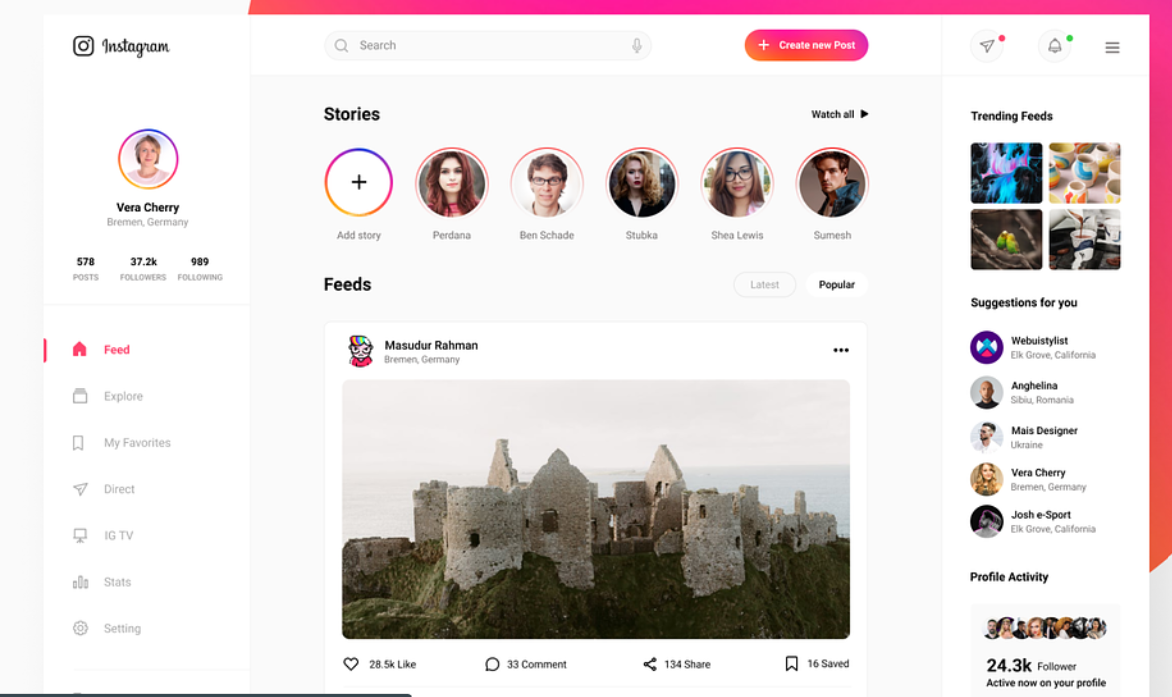 Instagram
Search
Create new Post
Vera Cherry
Bremen, Germany
578
POSTS
37.2k
FOLLOWERS
989
FOLLOWING
Feed
Explore
My Favorites
Direct
IG TV
Stats
Setting
Stories
Watch all
Add story
Perdana
Ben Schade
Stubka
Shea Lewis
Sumesh
Feeds
Latest
Popular
Masudur Rahman
Bremen, Germany
28.5k Like
33 Comment
134 Share
16 Saved
Trending Feeds
Suggestions for you
Webuistylist
Elk Grove, California
Anghelina
Sibiu, Romania
Mais Designer
Ukraine
Vera Cherry
Bremen, Germany
Josh e-Sport
Elk Grove, California
Profile Activity
24.3k Follower
Active now on your profile